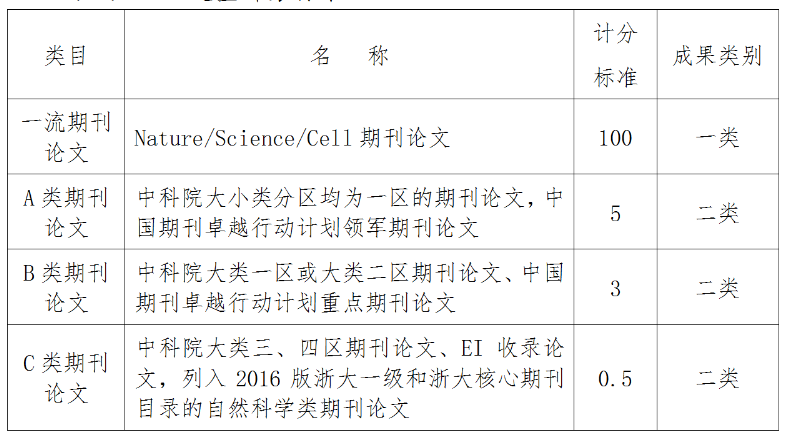 类目
名 称
计分
标准
成果类别
一流期刊
论文
Nature/Science/Cell 期刊论文
100
一类
A 类期刊
论文
中科院大小类分区均为一区的期刊论文，中
国期刊卓越行动计划领军期刊论文
5
二类
B 类期刊
论文
中科院大类一区或大类二区期刊论文、中国
期刊卓越行动计划重点期刊论文
3
二类
C 类期刊
论文
中科院大类三、四区期刊论文、EI 收录论
文，列入 2016 版浙大一级和浙大核心期刊
目录的自然科学类期刊论文
0.5
二类